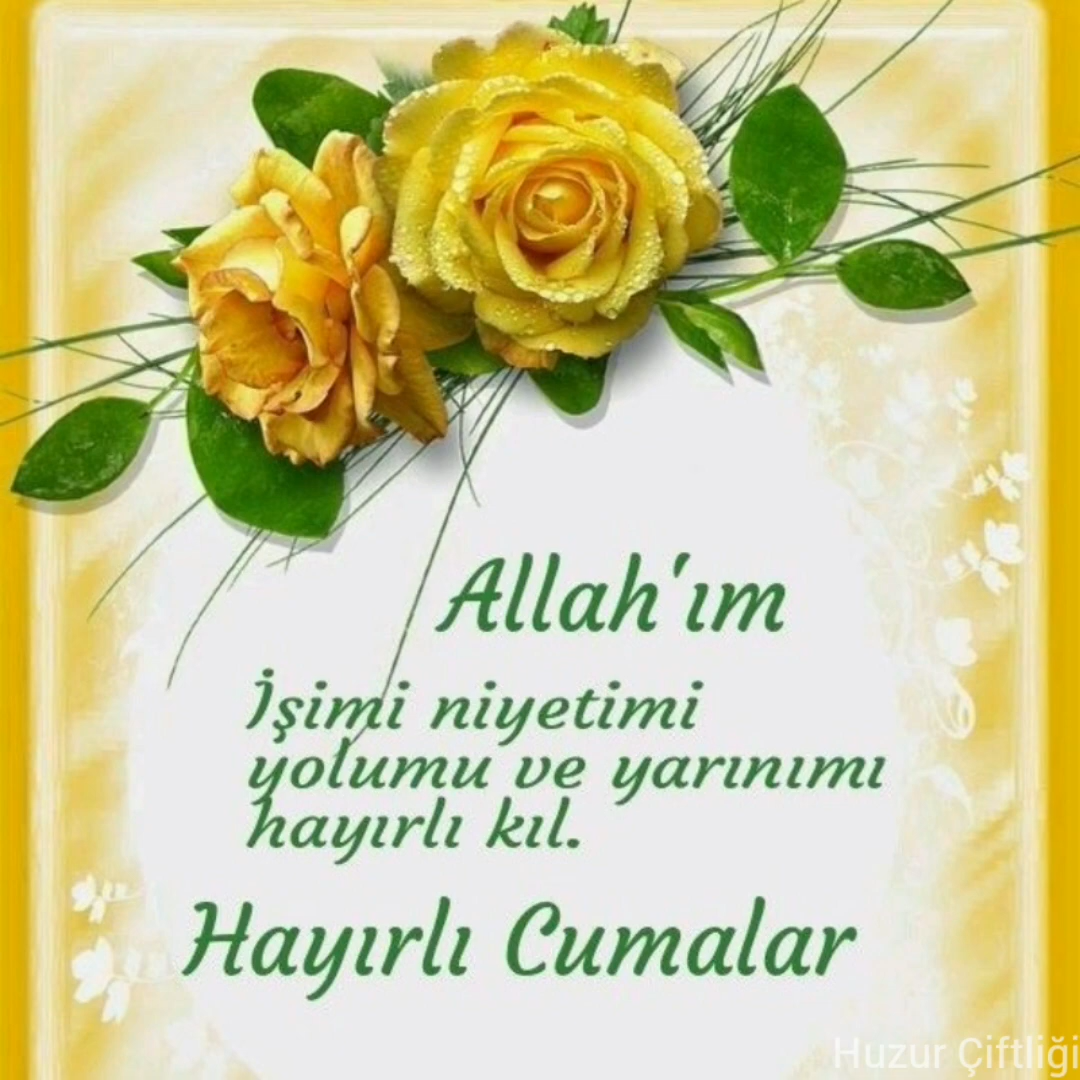 Allah'ım
İşimi niyetimi
yolumu ve yarınımı
hayırlı kıl.
Hayırlı Cumalar
Huzur Çiftliği